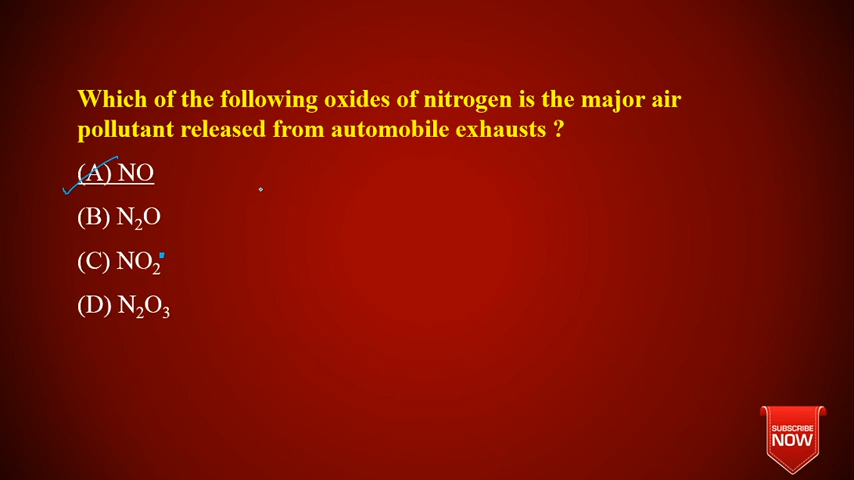 Which of the following oxides of nitrogen is the major air
pollutant released from automobile exhausts ?
(A) NO
(B) N₂O
(C) NO₂
(D) N₂O₃
SUBSCRIBE
NOW